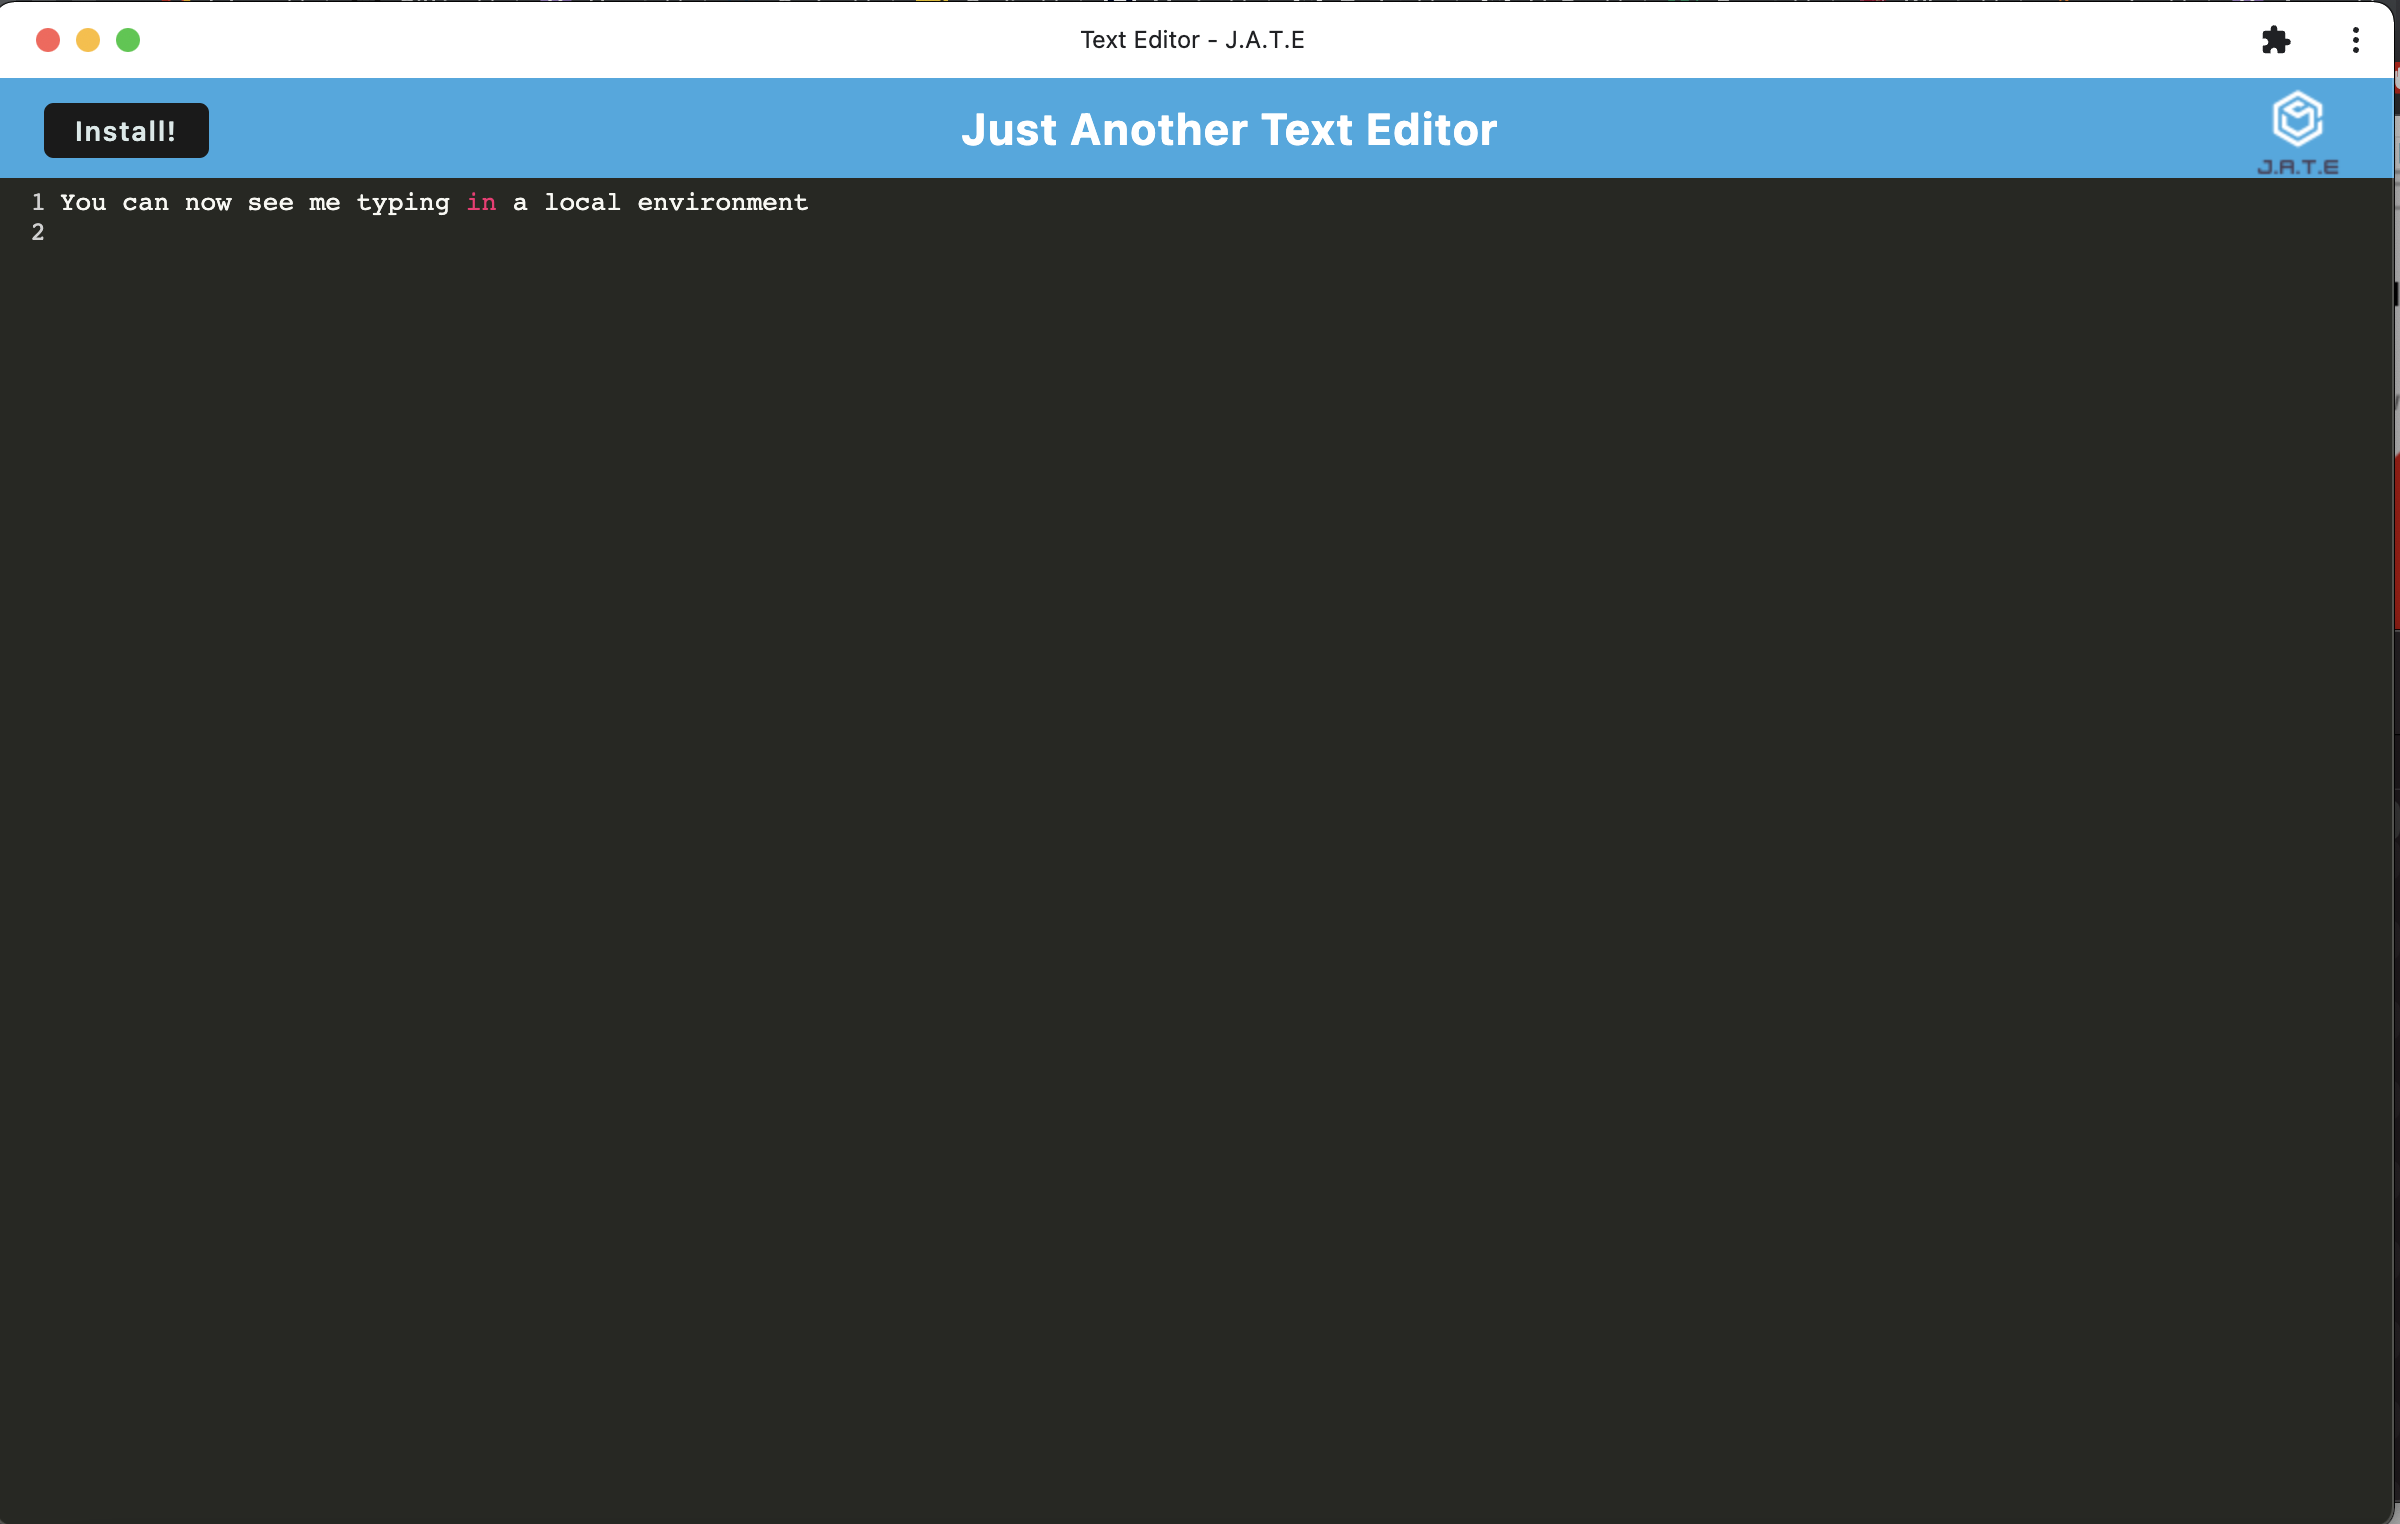 Text Editor - J.A.T.E
Install!
Just Another Text Editor
J.A.T.E
1 You can now see me typing in a local environment
2